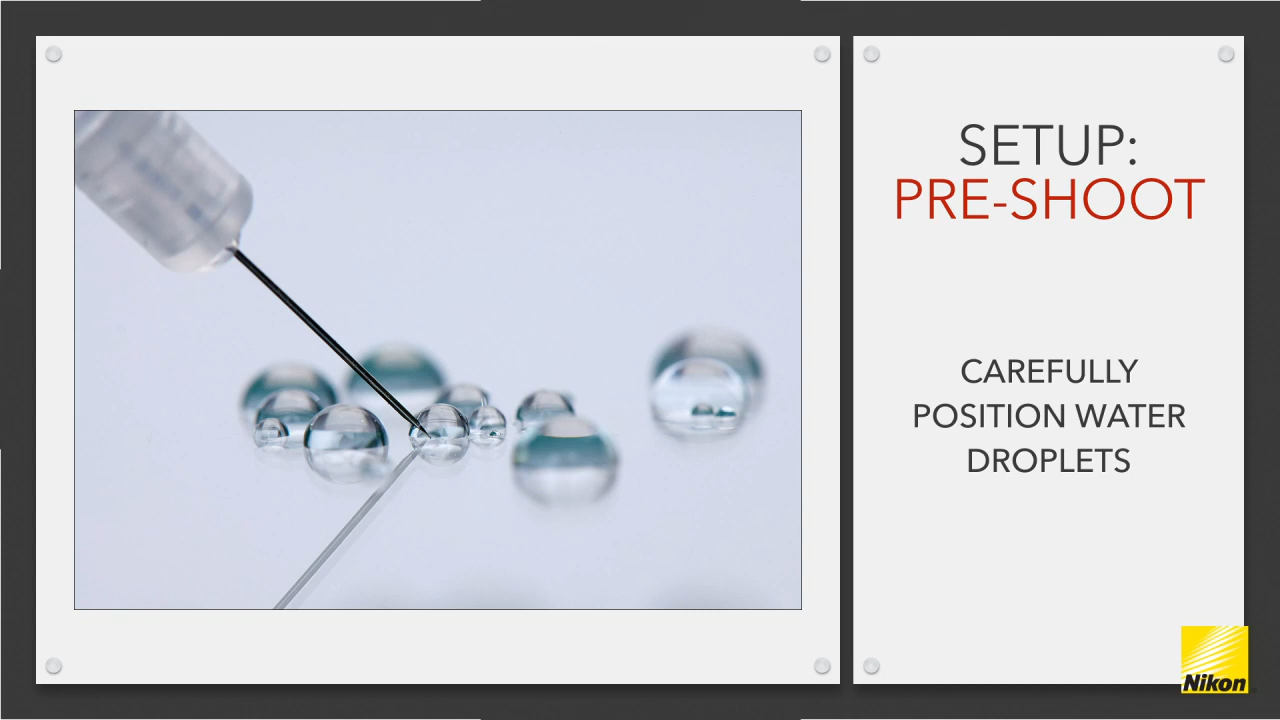 SETUP:
PRE-SHOOT
CAREFULLY
POSITION WATER
DROPLETS
Nikon